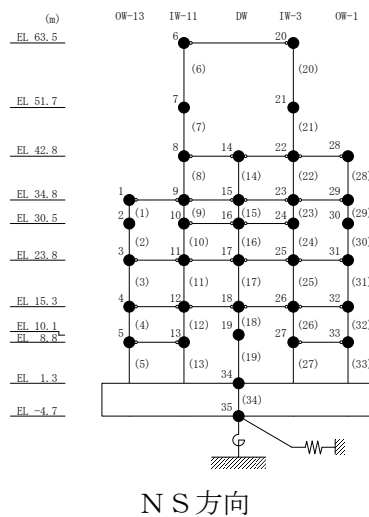 (m) OW-13 IW-11 DW IW-3 OW-1
EL 63.5 6 20
(6) (20)
EL 51.7 7 21
(7) (21)
EL 42.8 8 14 22 28
(8) (14) (22) (28)
EL 34.8 1 9 15 23 29
(1) (9) (15) (23) (29)
EL 30.5 2 10 16 24 30
(2) (10) (16) (24) (30)
EL 23.8 3 11 17 25 31
(3) (11) (17) (25) (31)
EL 15.3 4 12 18 26 32
(4) (12) (18) (26) (32)
EL 10.1 19
EL 8.8 5 13 27 33
(5) (13) (19) (27) (33)
EL 1.3 34
(34)
EL -4.7 35
NS方向